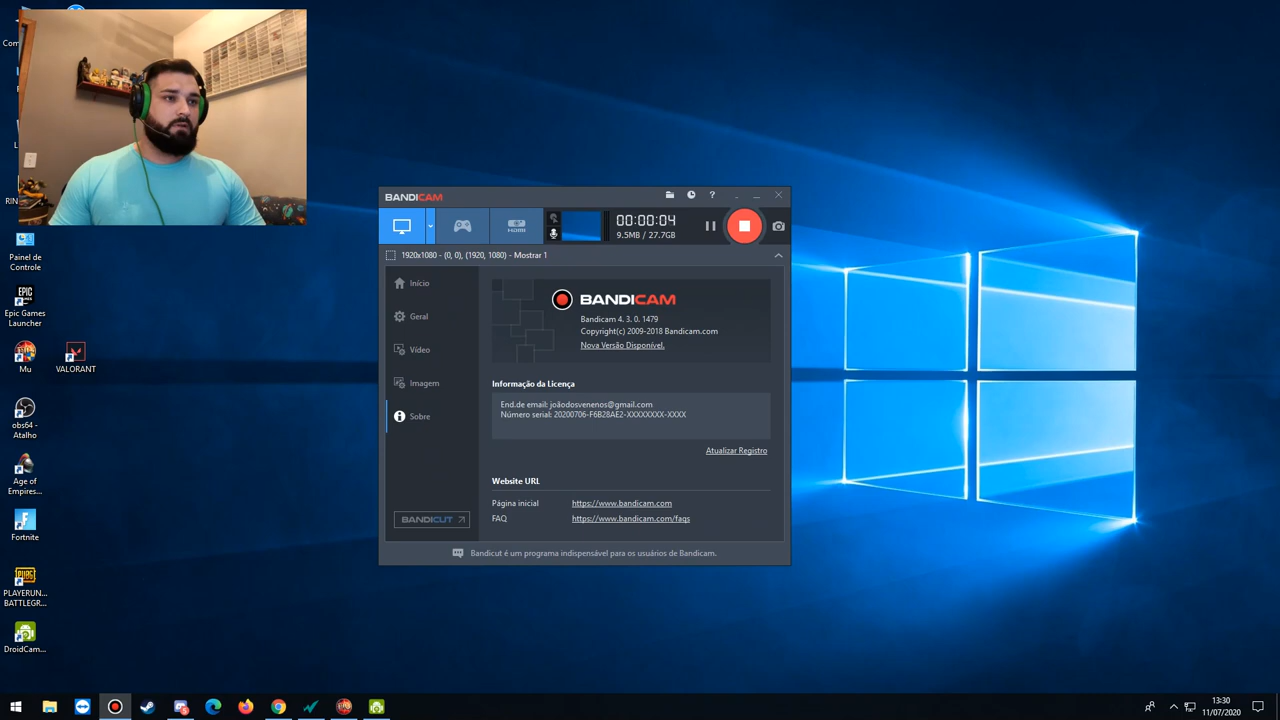 Painel de
Controle
Epic Games
Launcher
Mu
VALORANT
obs64 -
Atalho
Age of
Empires...
Fortnite
PLAYERUN...
BATTLEGR...
DroidCam...
BANDICAM
HDMI
00:00:04
9.5MB / 27.7GB
1920x1080 - (0, 0), (1920, 1080) - Mostrar 1
Início
Geral
Vídeo
Imagem
Sobre
BANDICUT
BANDICAM
Bandicam 4. 3. 0. 1479
Copyright(c) 2009-2018 Bandicam.com
Nova Versão Disponível.
Informação da Licença
End.de email: joãodosvenenos@gmail.com
Número serial: 20200706-F6B28AE2-XXXXXXXX-XXXX
Atualizar Registro
Website URL
Página inicial https://www.bandicam.com
FAQ https://www.bandicam.com/faqs
Bandicut é um programa indispensável para os usuários de Bandicam.
13:30
11/07/2020